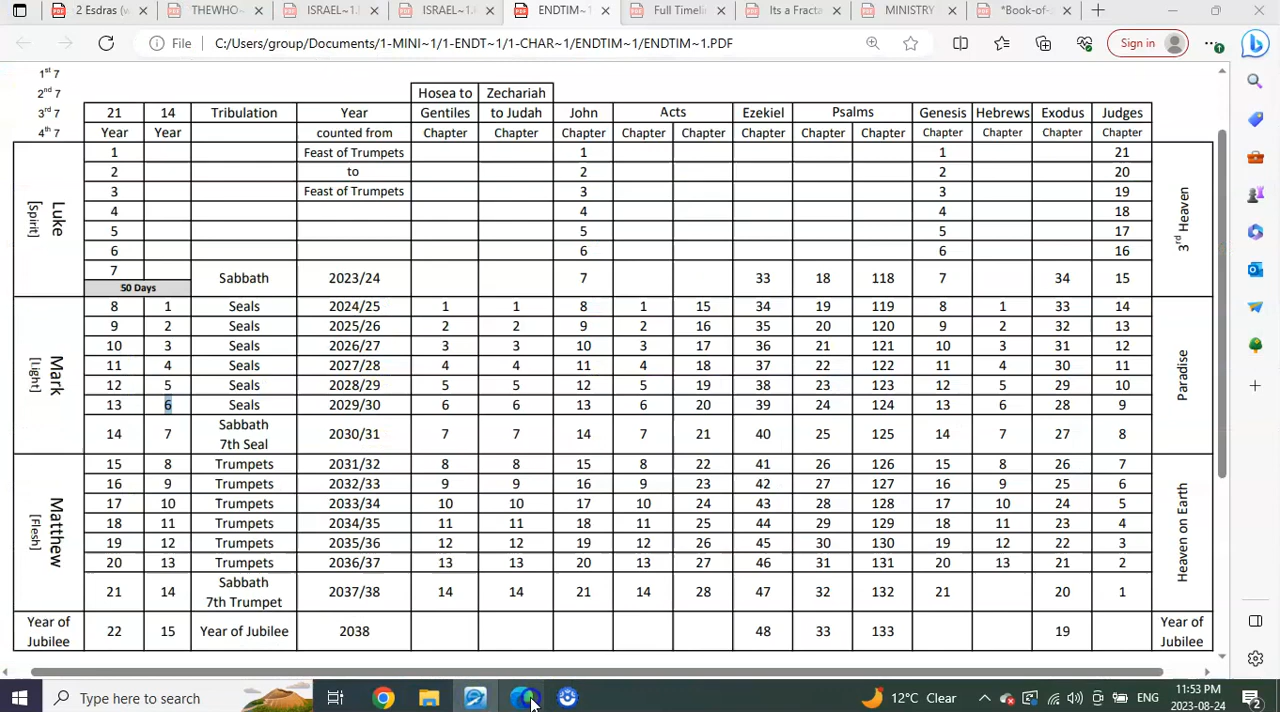 2 Esdras (v
THEWHO~
ISRAEL~1.I
ISRAEL~1.(
ENDTIM~1
Full Timeli
Its a Fracta
MINISTRY
*Book-of-
File C:/Users/group/Documents/1-MINI~1/1-ENDT~1/1-CHAR~1/ENDTIM~1/ENDTIM~1.PDF Sign in
1st 7
2nd 7 Hosea to Zechariah
3rd 7 21 14 Tribulation Year Gentiles to Judah John Acts Ezekiel Psalms Genesis Hebrews Exodus Judges
4th 7 Year Year counted from Chapter Chapter Chapter Chapter Chapter Chapter Chapter Chapter Chapter Chapter Chapter Chapter
Luke
[Spirit]
3rd Heaven
1 Feast of Trumpets 1 1 21
2 to 2 2 20
3 Feast of Trumpets 3 3 19
4 4 4 18
5 5 5 17
6 6 6 16
7 Sabbath 2023/24 7 33 18 118 7 34 15
50 Days
Mark
[Light]
Paradise
8 1 Seals 2024/25 1 1 8 1 15 34 19 119 8 1 33 14
9 2 Seals 2025/26 2 2 9 2 16 35 20 120 9 2 32 13
10 3 Seals 2026/27 3 3 10 3 17 36 21 121 10 3 31 12
11 4 Seals 2027/28 4 4 11 4 18 37 22 122 11 4 30 11
12 5 Seals 2028/29 5 5 12 5 19 38 23 123 12 5 29 10
13 6 Seals 2029/30 6 6 13 6 20 39 24 124 13 6 28 9
Sabbath
14 7 7th Seal 2030/31 7 7 14 7 21 40 25 125 14 7 27 8
Matthew
[Flesh]
Heaven on Earth
15 8 Trumpets 2031/32 8 8 15 8 22 41 26 126 15 8 26 7
16 9 Trumpets 2032/33 9 9 16 9 23 42 27 127 16 9 25 6
17 10 Trumpets 2033/34 10 10 17 10 24 43 28 128 17 10 24 5
18 11 Trumpets 2034/35 11 11 18 11 25 44 29 129 18 11 23 4
19 12 Trumpets 2035/36 12 12 19 12 26 45 30 130 19 12 22 3
20 13 Trumpets 2036/37 13 13 20 13 27 46 31 131 20 13 21 2
Sabbath
21 14 7th Trumpet 2037/38 14 14 21 14 28 47 32 132 21 20 1
Year of
Jubilee 22 15 Year of Jubilee 2038 48 33 133 19 Year of
Jubilee
Type here to search 12°C Clear ENG 11:53 PM
2023-08-24 2